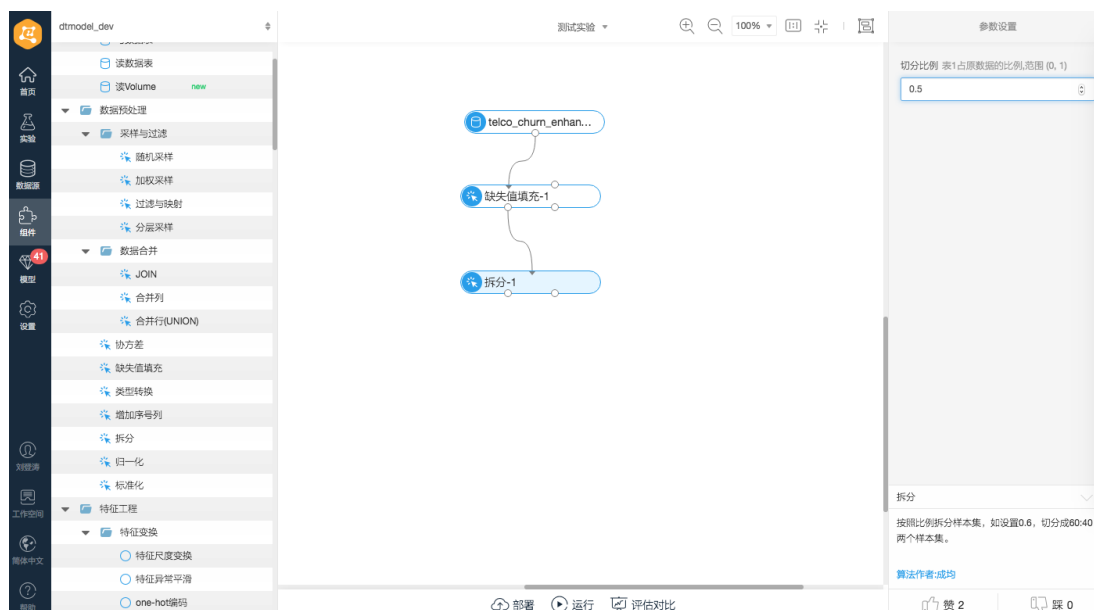 dtmodel_dev
测试实验
100%
参数设置
首页
实验
数据源
组件
41
模型
设置
刘登涛
工作空间
简体中文
帮助
读数据表
读Volume new
数据预处理
采样与过滤
随机采样
加权采样
过滤与映射
分层采样
数据合并
JOIN
合并列
合并行(UNION)
协方差
缺失值填充
类型转换
增加序号列
拆分
归一化
标准化
特征工程
特征变换
特征尺度变换
特征异常平滑
one-hot编码
telco_churn_enhan...
缺失值填充-1
拆分-1
部署
运行
评估对比
切分比例 表1占原数据的比例,范围 (0, 1)
0.5
拆分
按照比例拆分样本集，如设置0.6，切分成60:40
两个样本集。
算法作者:成均
赞 2
踩 0